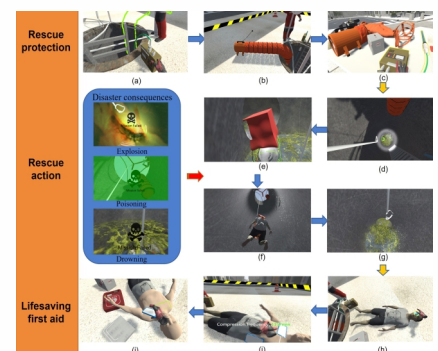 Rescue
protection
(a)
(b)
(c)
Disaster consequences
Explosion
Poisoning
Drowning
Rescue
action
(e)
(d)
(f)
(g)
Lifesaving
first aid
(j)
(i)
(h)